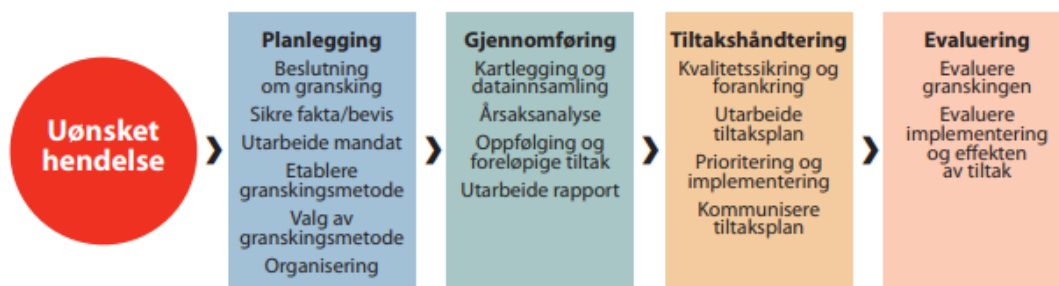 Uønsket
hendelse
Planlegging
Beslutning
om gransking
Sikre fakta/bevis
Utarbeide mandat
Etablere
granskingsmetode
Valg av
granskingsmetode
Organisering
Gjennomføring
Kartlegging og
datainnsamling
Årsaksanalyse
Oppfølging og
foreløpige tiltak
Utarbeide rapport
Tiltakshåndtering
Kvalitetssikring og
forankring
Utarbeide
tiltaksplan
Prioritering og
implementering
Kommunisere
tiltaksplan
Evaluering
Evaluere
granskingen
Evaluere
implementering
og effekten
av tiltak